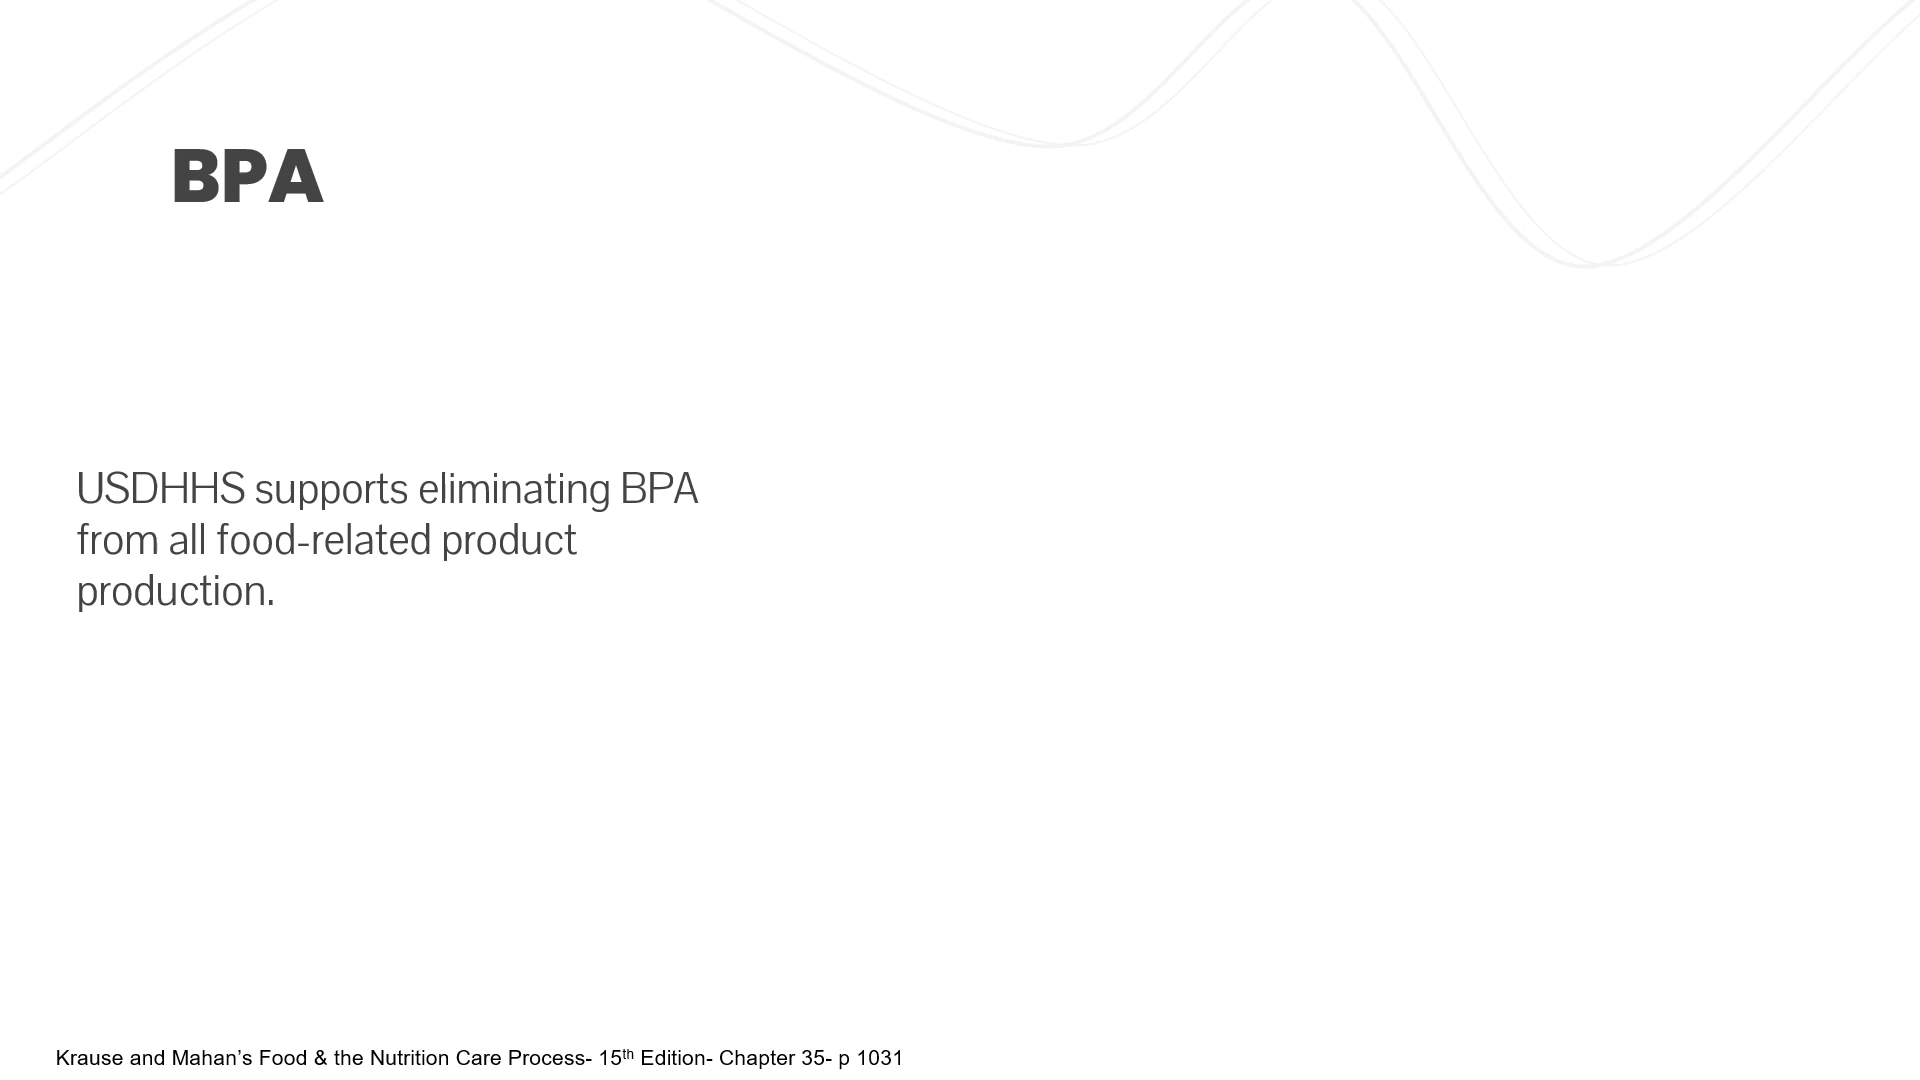 BPA
USDHHS supports eliminating BPA
from all food-related product
production.
Krause and Mahan’s Food & the Nutrition Care Process- 15th Edition- Chapter 35- p 1031